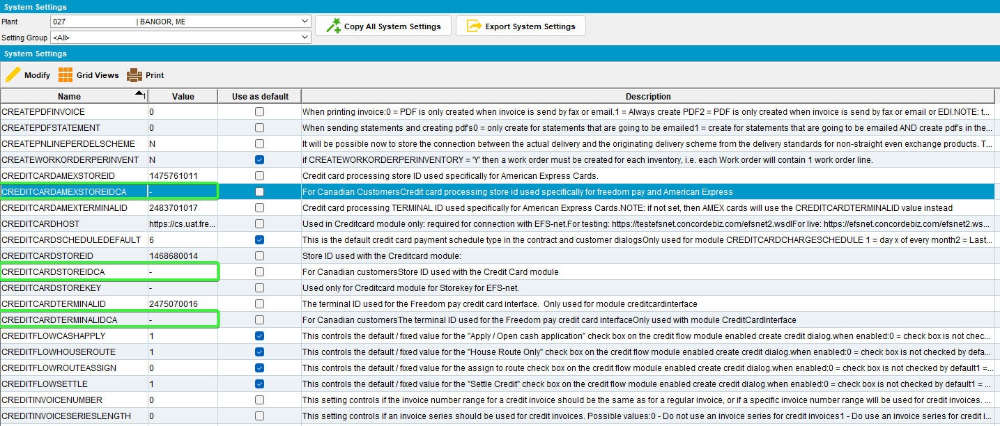 System Settings
Plant 027 | BANGOR, ME Copy All System Settings Export System Settings
Setting Group <All>
System Settings
Modify Grid Views Print
Name 1 Value Use as default Description
CREATEPDFINVOICE 0 When printing invoice:0 = PDF is only created when invoice is send by fax or email.1 = Always create PDF2 = PDF is only created when invoice is send by fax or email or EDI.NOTE: t...
CREATEPDFSTATEMENT 0 When sending statements and creating pdf's0 = only create for statements that are going to be emailed1 = create for statements that are going to be emailed AND create pdf's in the...
CREATEPNLINEPERDELSCHEME N It will be possible now to store the connection between the actual delivery and the originating delivery scheme from the delivery standards for non-straight even exchange products. T...
CREATEWORKORDERPERINVENT N if CREATEWORKORDERPERINVENTORY = 'Y' then a work order must be created for each inventory, i.e. each Work order will contain 1 work order line.
CREDITCARDAMEXSTOREID 1475761011 Credit card processing store ID used specifically for American Express Cards.
CREDITCARDAMEXSTOREIDCA - For Canadian CustomersCredit card processing store id used specifically for freedom pay and American Express
CREDITCARDAMEXTERMINALID 2483701017 Credit card processing TERMINAL ID used specifically for American Express Cards.NOTE: if not set, then AMEX cards will use the CREDITCARDTERMINALID value instead
CREDITCARDHOST https://cs.uat.fre... Used in Creditcard module only: required for connection with EFS-net.For testing: https://testefsnet.concordebiz.com/efsnet2.wsdlFor live: https://efsnet.concordebiz.com/efsnet2.ws...
CREDITCARDSCHEDULEDEFAULT 6 This is the default credit card payment schedule type in the contract and customer dialogsOnly used for module CREDITCARDCHARGESCHEDULE 1 = day x of every month2 = Last...
CREDITCARDSTOREID 1468680014 Store ID used with the Creditcard module:
CREDITCARDSTOREIDCA - For Canadian customersStore ID used with the Credit Card module
CREDITCARDSTOREKEY - Used only for Creditcard module for Storekey for EFS-net.
CREDITCARDTERMINALID 2475070016 The terminal ID used for the Freedom pay credit card interface. Only used for module creditcardinterface
CREDITCARDTERMINALIDCA - For Canadian customersThe terminal ID used for the Freedom pay credit card interfaceOnly used with module CreditCardInterface
CREDITFLOWCASHAPPLY 1 This controls the default / fixed value for the "Apply / Open cash application" check box on the credit flow module enabled create credit dialog.when enabled:0 = check box is not chec...
CREDITFLOWHOUSEROUTE 1 This controls the default / fixed value for the "House Route Only" check box on the credit flow module enabled create credit dialog.when enabled:0 = check box is not checked by defa...
CREDITFLOWROUTEASSIGN 0 This controls the default / fixed value for the assign to route check box on the credit flow module enabled create credit dialog.when enabled:0 = check box is not checked by default1 =...
CREDITFLOWSETTLE 1 This controls the default / fixed value for the "Settle Credit" check box on the credit flow module enabled create credit dialog.when enabled:0 = check box is not checked by default1 = ...
CREDITINVOICENUMBER 0 This setting controls if the invoice number range for a credit invoice should be the same as for a regular invoice, or if a specific invoice number range will be used for credit invoices. ...
CREDITINVOICESERIESLENGTH 0 This setting controls if an invoice series should be used for credit invoices. Possible values:0 - Do not use an invoice series for credit invoices1 - Do use an invoice series for credit i...